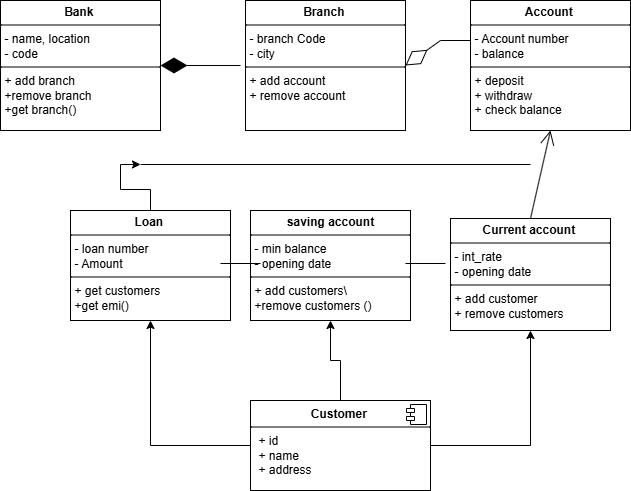 Bank
- name, location
- code
+ add branch
+remove branch
+get branch()
Branch
- branch Code
- city
+ add account
+ remove account
Account
- Account number
- balance
+ deposit
+ withdraw
+ check balance
Loan
- loan number
- Amount
+ get customers
+get emi()
saving account
- min balance
- opening date
+ add customers\
+remove customers ()
Current account
- int_rate
- opening date
+ add customer
+ remove customers
Customer
+ id
+ name
+ address